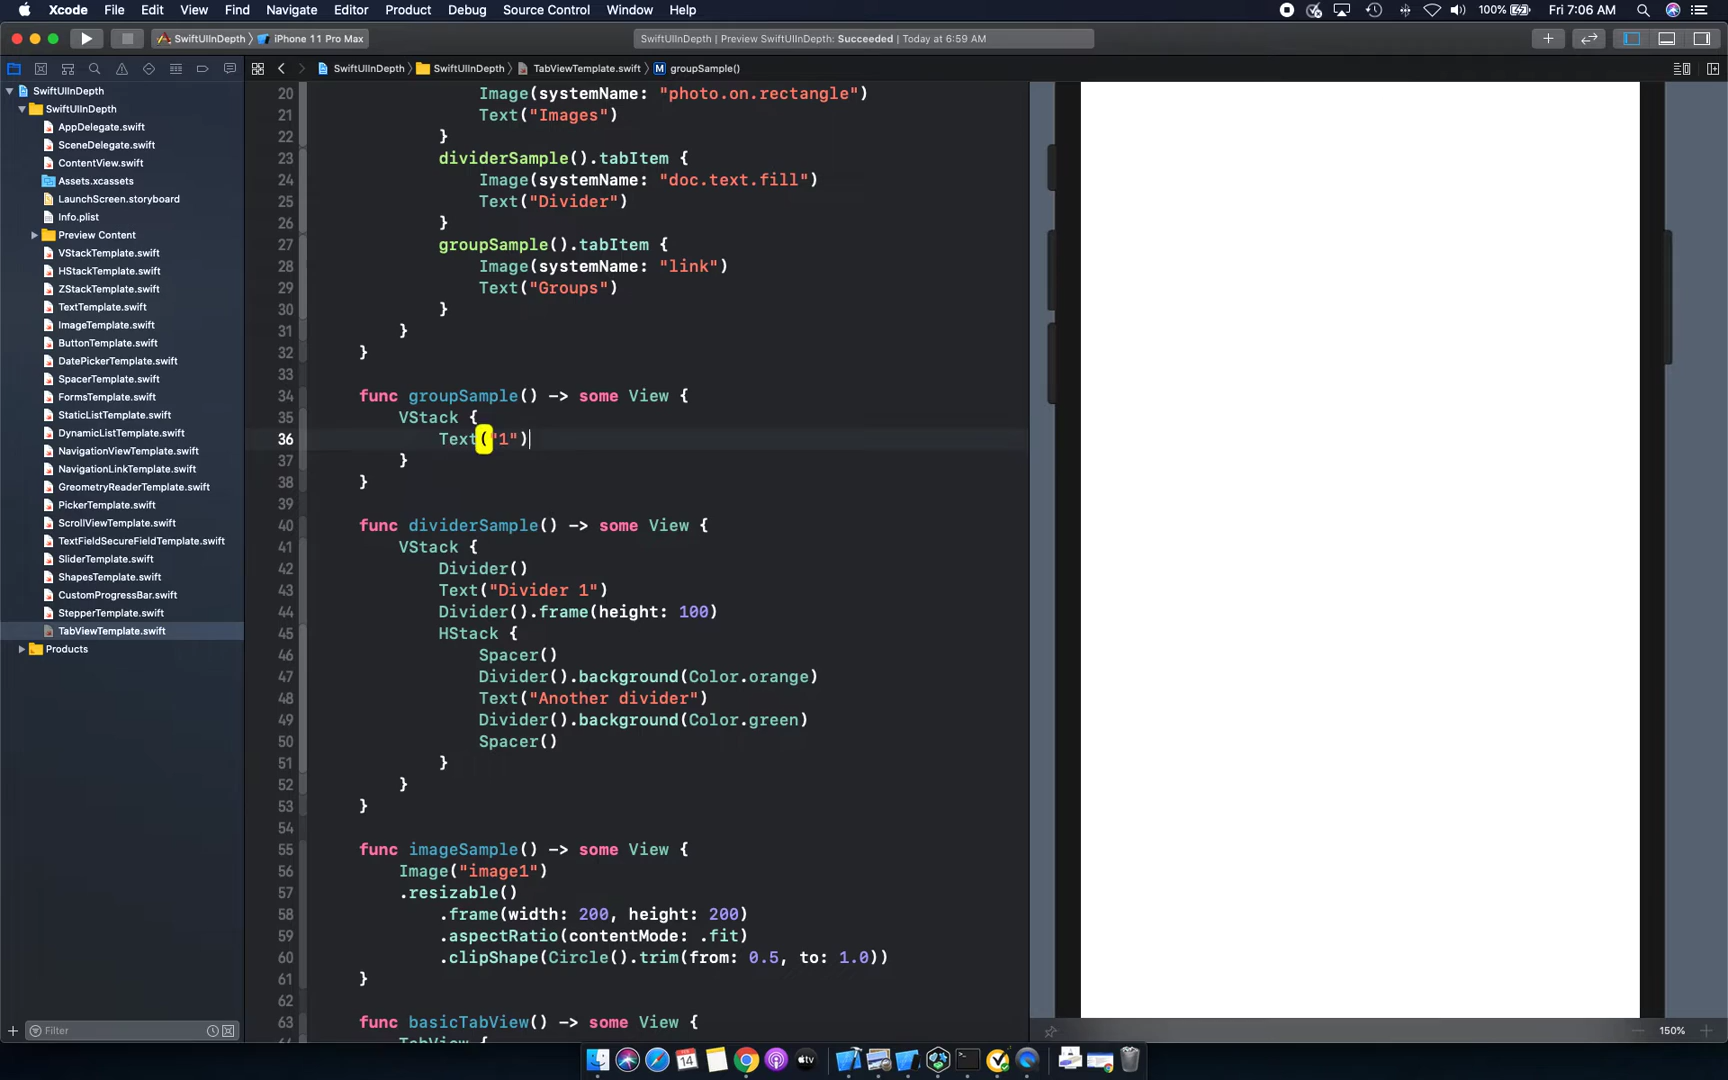 Xcode File Edit View Find Navigate Editor Product Debug Source Control Window Help 100% Fri 7:06 AM
SwiftUIInDepth iPhone 11 Pro Max SwiftUIInDepth | Preview SwiftUIInDepth: Succeeded | Today at 6:59 AM
SwiftUIInDepth SwiftUIInDepth TabViewTemplate.swift M groupSample()
SwiftUIInDepth
SwiftUIInDepth
AppDelegate.swift
SceneDelegate.swift
ContentView.swift
Assets.xcassets
LaunchScreen.storyboard
Info.plist
Preview Content
VStackTemplate.swift
HStackTemplate.swift
ZStackTemplate.swift
TextTemplate.swift
ImageTemplate.swift
ButtonTemplate.swift
DatePickerTemplate.swift
SpacerTemplate.swift
FormsTemplate.swift
StaticListTemplate.swift
DynamicListTemplate.swift
NavigationViewTemplate.swift
NavigationLinkTemplate.swift
GreometryReaderTemplate.swift
PickerTemplate.swift
ScrollViewTemplate.swift
TextFieldSecureFieldTemplate.swift
SliderTemplate.swift
ShapesTemplate.swift
CustomProgressBar.swift
StepperTemplate.swift
TabViewTemplate.swift
Products
Filter
20 Image(systemName: "photo.on.rectangle")
21 Text("Images")
22 }
23 dividerSample().tabItem {
24 Image(systemName: "doc.text.fill")
25 Text("Divider")
26 }
27 groupSample().tabItem {
28 Image(systemName: "link")
29 Text("Groups")
30 }
31 }
32 }
33
34 func groupSample() -> some View {
35 VStack {
36 Text("1")
37 }
38 }
39
40 func dividerSample() -> some View {
41 VStack {
42 Divider()
43 Text("Divider 1")
44 Divider().frame(height: 100)
45 HStack {
46 Spacer()
47 Divider().background(Color.orange)
48 Text("Another divider")
49 Divider().background(Color.green)
50 Spacer()
51 }
52 }
53 }
54
55 func imageSample() -> some View {
56 Image("image1")
57 .resizable()
58 .frame(width: 200, height: 200)
59 .aspectRatio(contentMode: .fit)
60 .clipShape(Circle().trim(from: 0.5, to: 1.0))
61 }
62
63 func basicTabView() -> some View {
64 TabView {
150%
FEB
14
tv